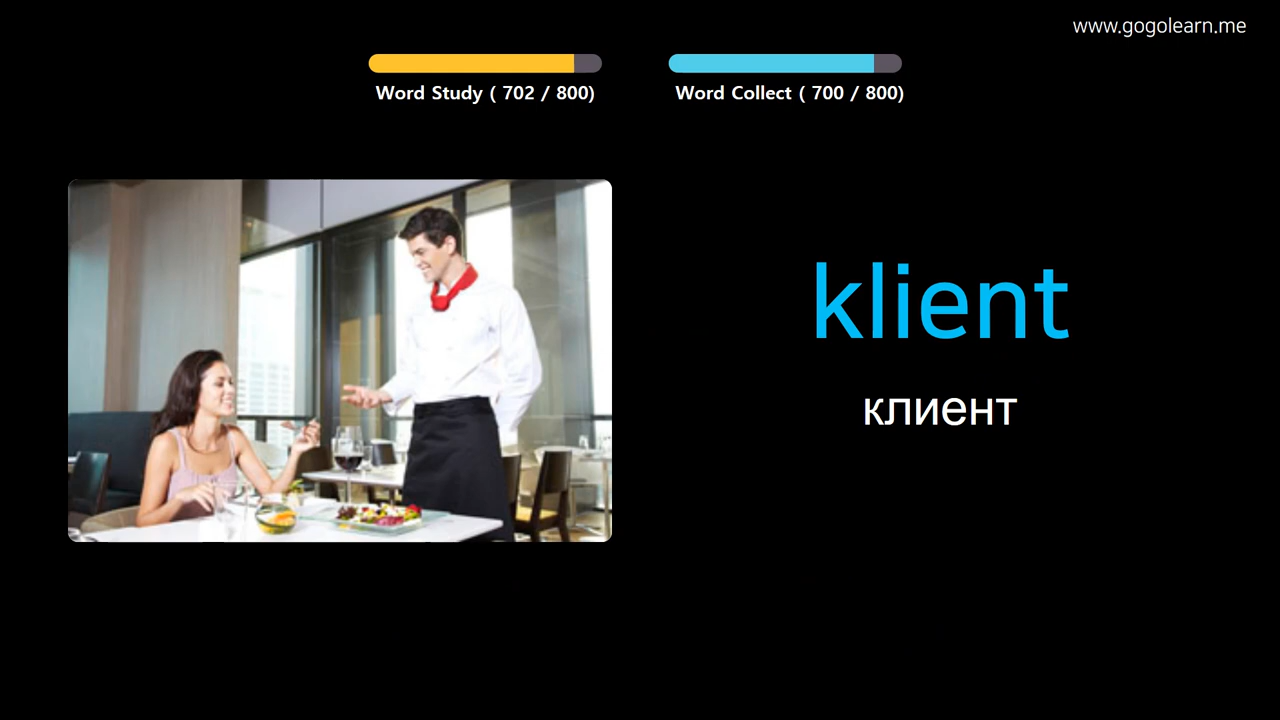 www.gogolearn.me
Word Study ( 702 / 800)
Word Collect ( 700 / 800)
klient
клиент